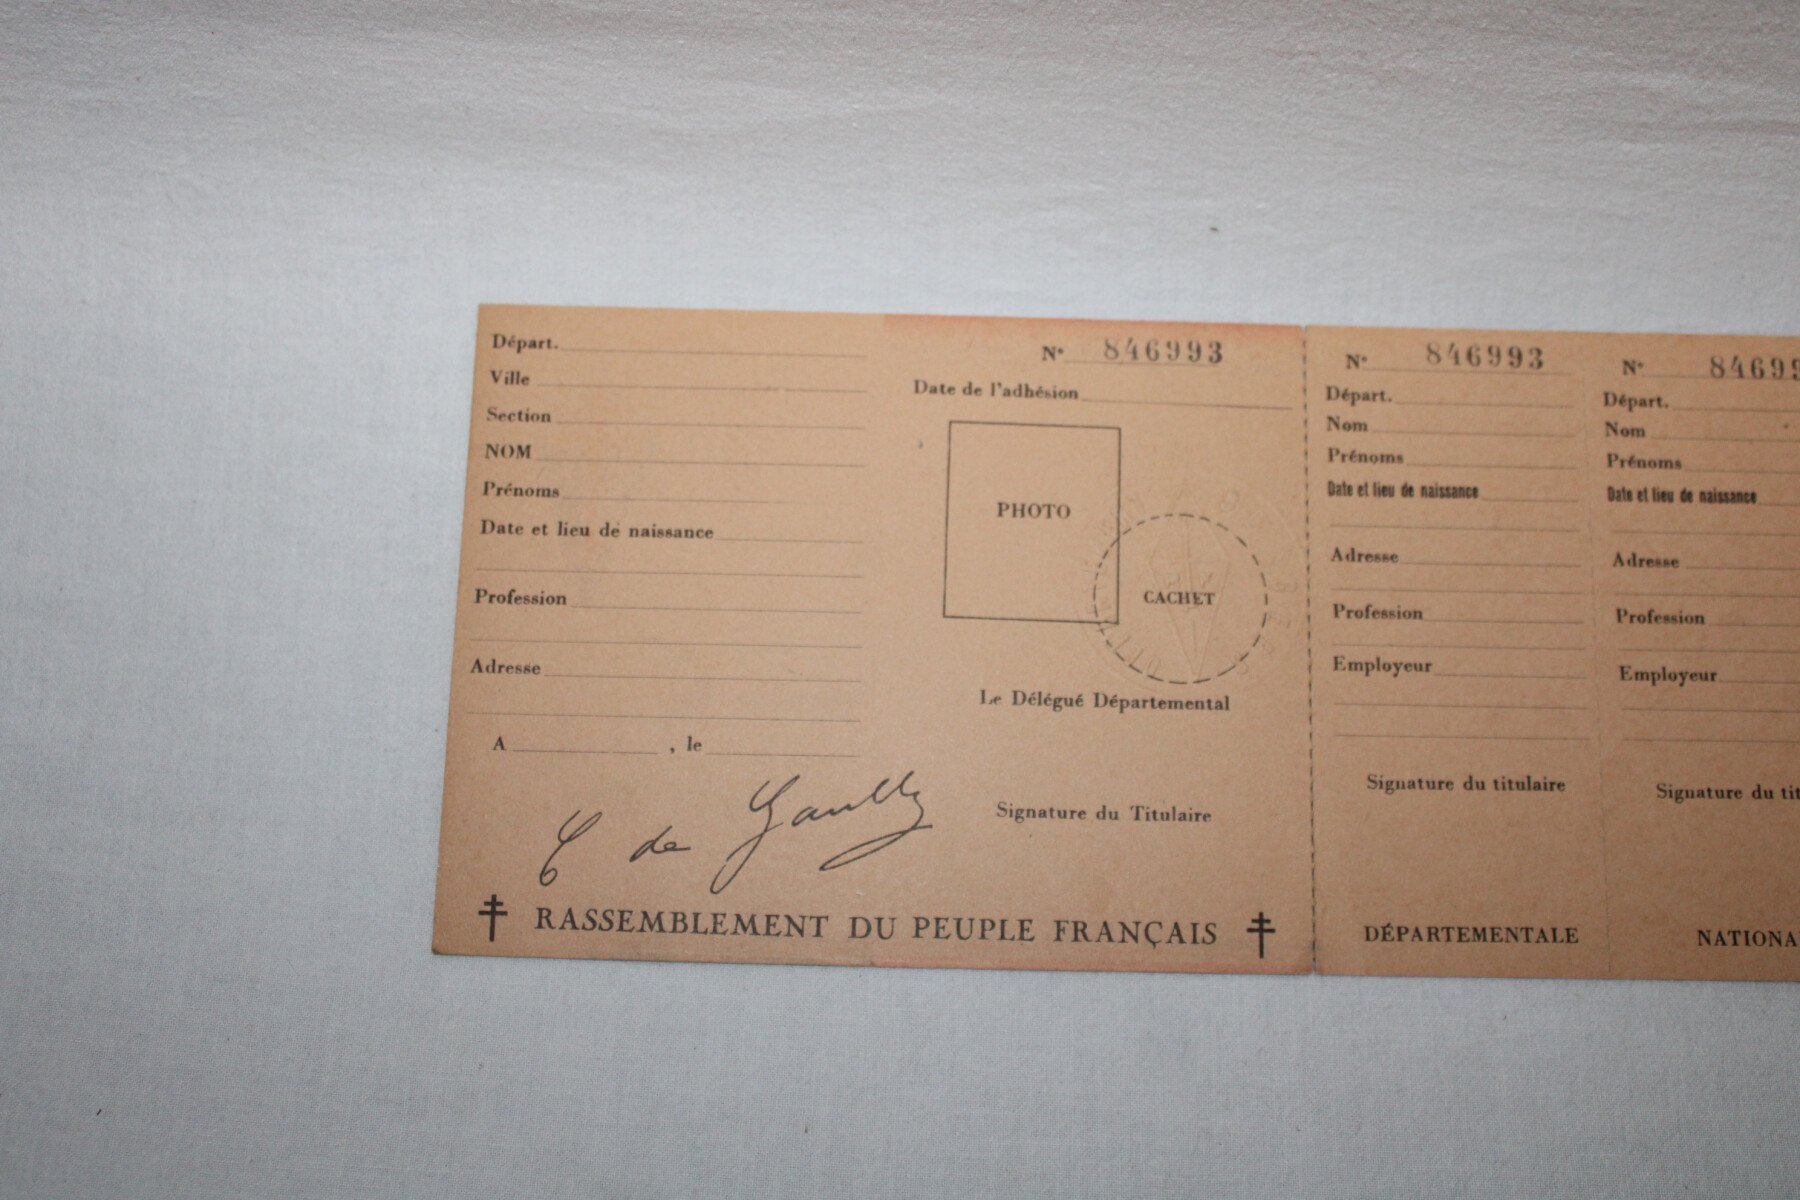 Départ.
Ville
Section
NOM
Prénoms
Date et lieu de naissance
Profession
Adresse
A , le
C de Gaulle
N° 846993
Date de l'adhésion
PHOTO
CACHET
Le Délégué Départemental
Signature du Titulaire
RASSEMBLEMENT DU PEUPLE FRANÇAIS
N° 846993
Départ.
Nom
Prénoms
Date et lieu de naissance
Adresse
Profession
Employeur
Signature du titulaire
DÉPARTEMENTALE
N° 84699
Départ.
Nom
Prénoms
Date et lieu de naissance
Adresse
Profession
Employeur
Signature du tit
NATIONA